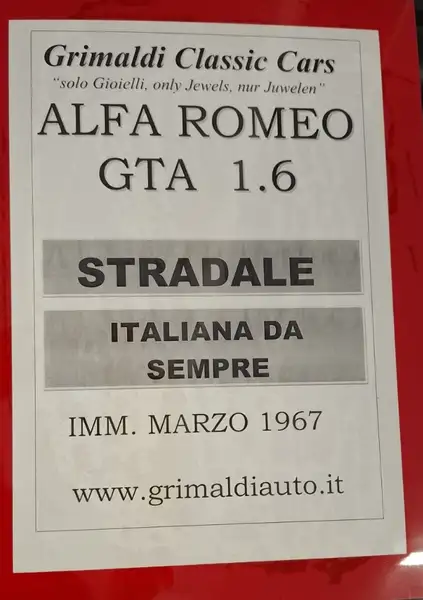 Grimaldi Classic Cars
"solo Gioielli, only Jewels, nur Juwelen"
ALFA ROMEO
GTA 1.6
STRADALE
ITALIANA DA
SEMPRE
IMM. MARZO 1967
www.grimaldiauto.it